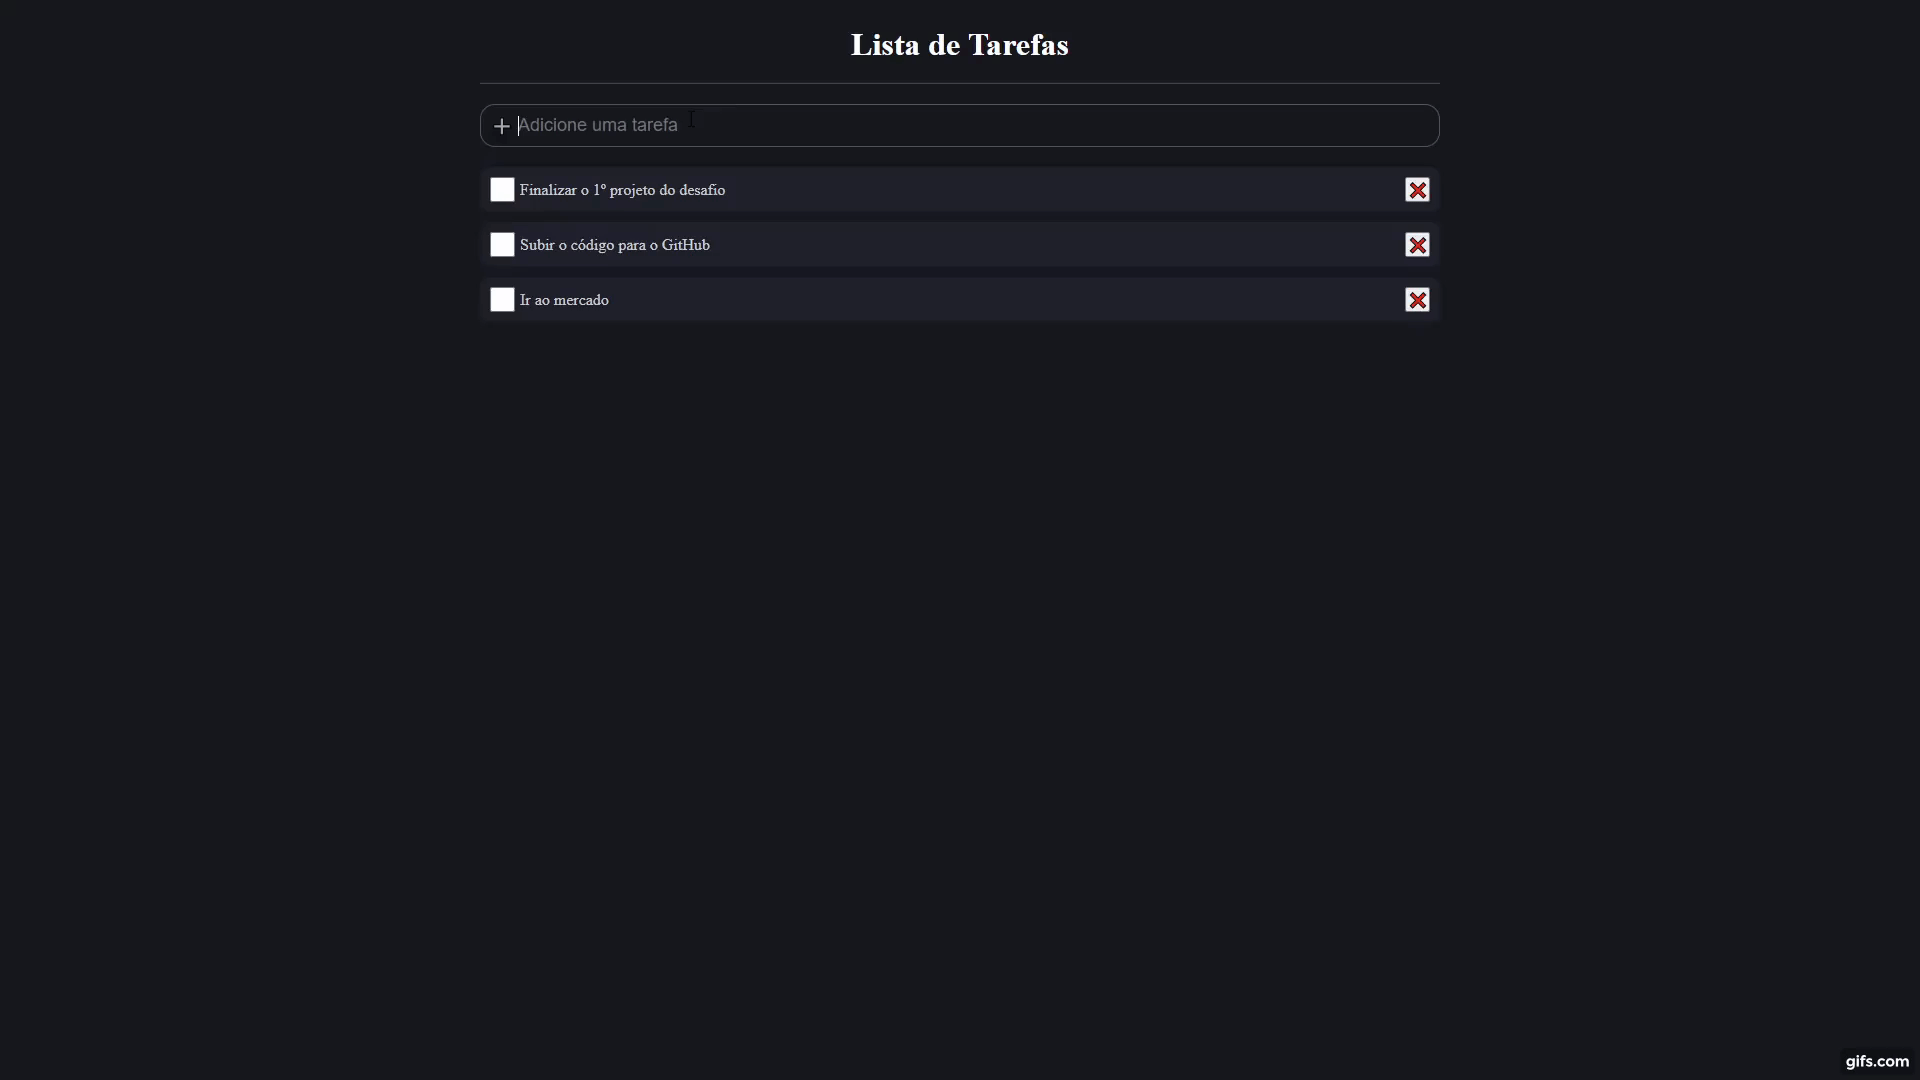 Lista de Tarefas
Adicione uma tarefa
Finalizar o 1º projeto do desafio
Subir o código para o GitHub
Ir ao mercado
gifs.com